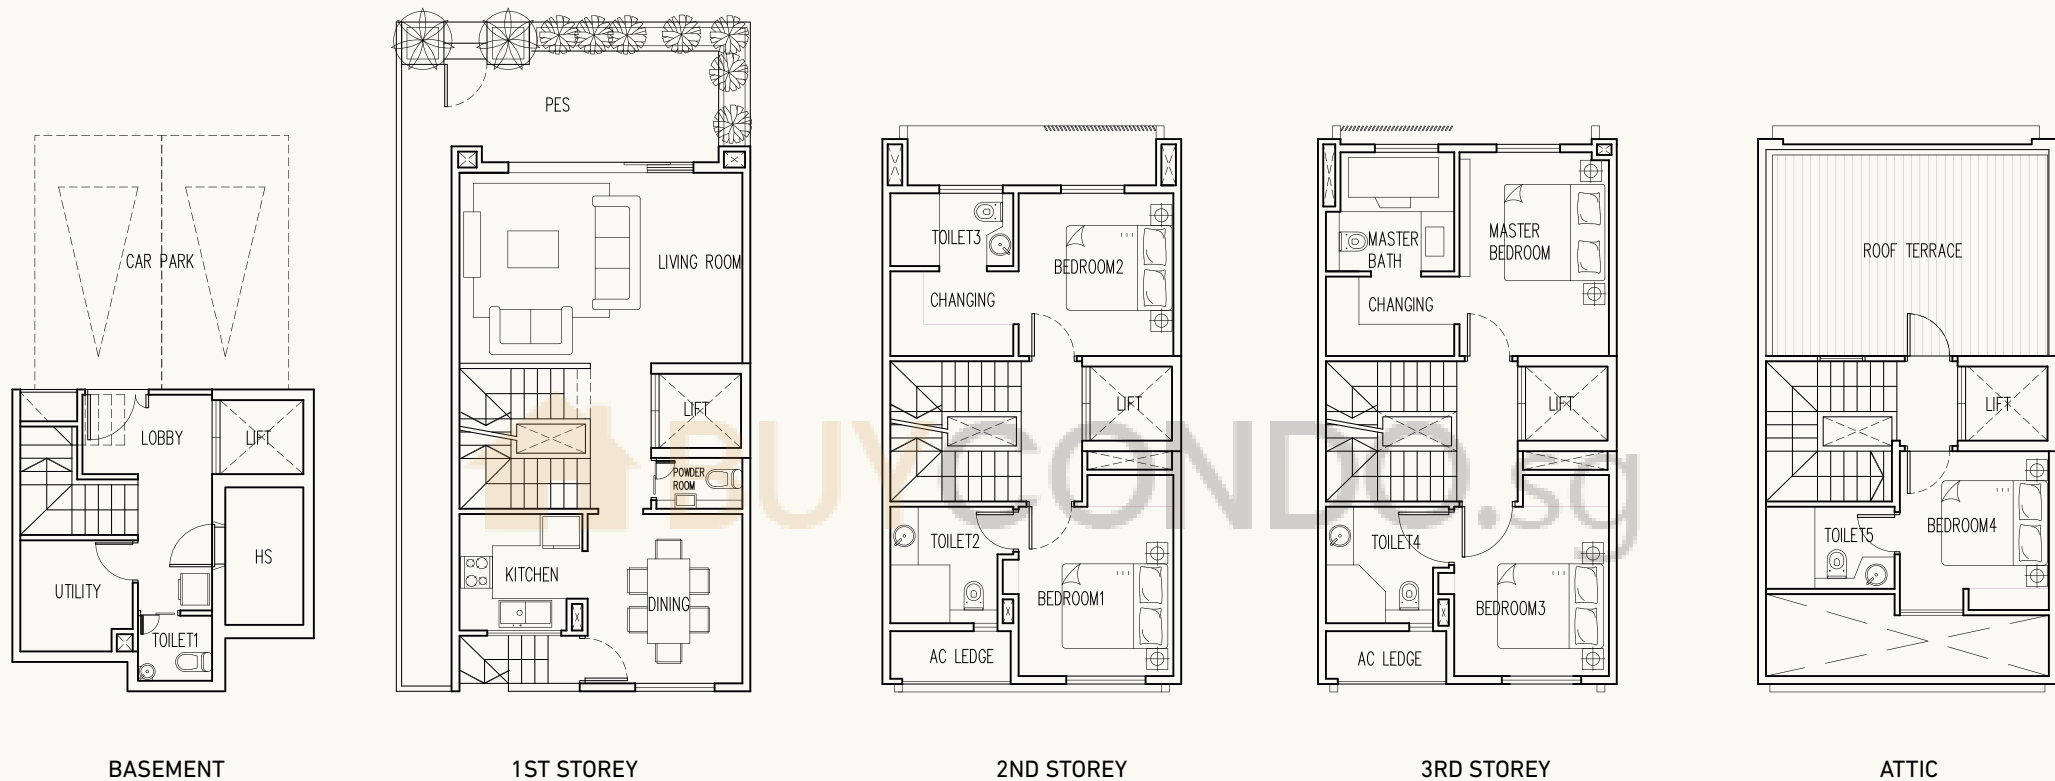 CAR PARK
LOBBY
LIFT
HS
UTILITY
TOILET1
BASEMENT
PES
LIVING ROOM
LIFT
POWDER
ROOM
KITCHEN
DINING
1ST STOREY
TOILET3
BEDROOM2
CHANGING
LIFT
TOILET2
BEDROOM1
AC LEDGE
2ND STOREY
MASTER
BATH
MASTER
BEDROOM
CHANGING
LIFT
TOILET4
BEDROOM3
AC LEDGE
3RD STOREY
ROOF TERRACE
LIFT
BEDROOM4
TOILET5
ATTIC
BUYCONDO.sg